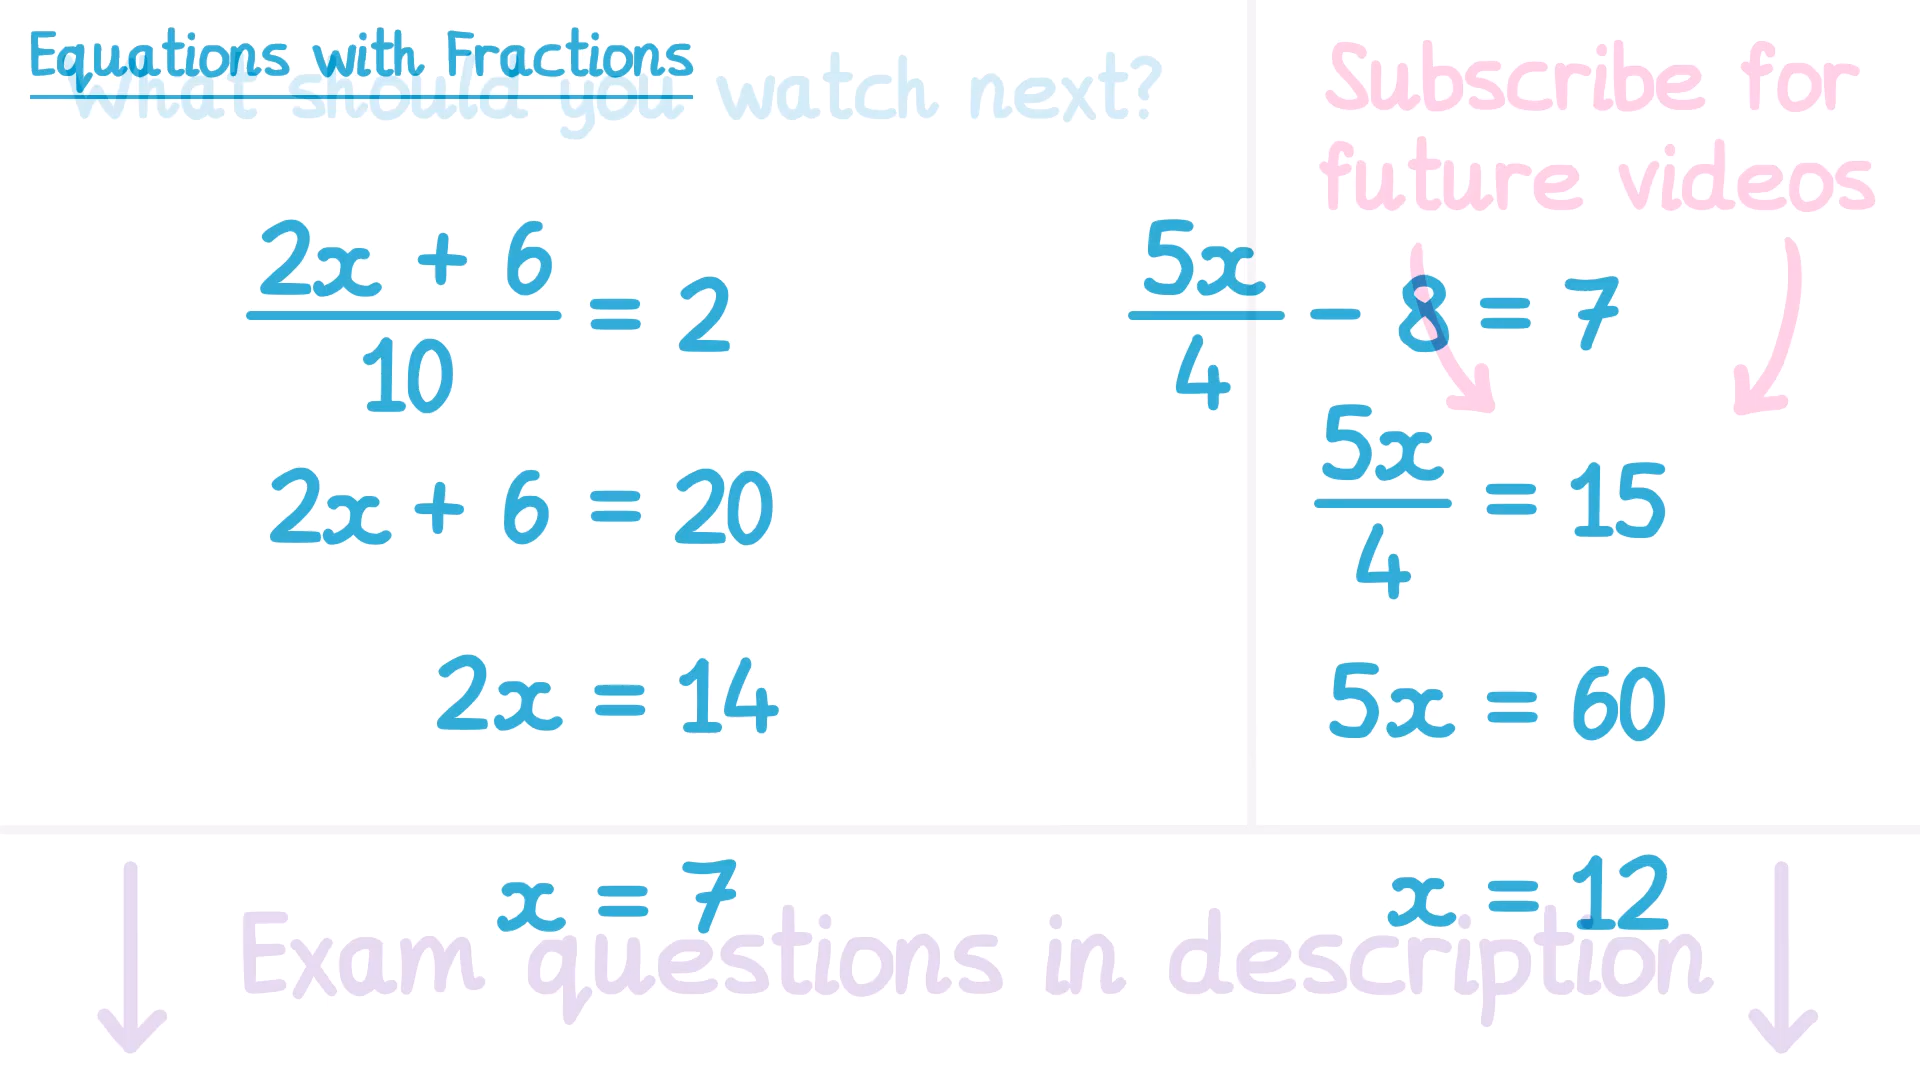 Equations with Fractions
What should you watch next?
Subscribe for
future videos
2x + 6
10
= 2
2x + 6 = 20
2x = 14
x = 7
5x
4
− 8 = 7
5x
4
= 15
5x = 60
x = 12
Exam questions in description